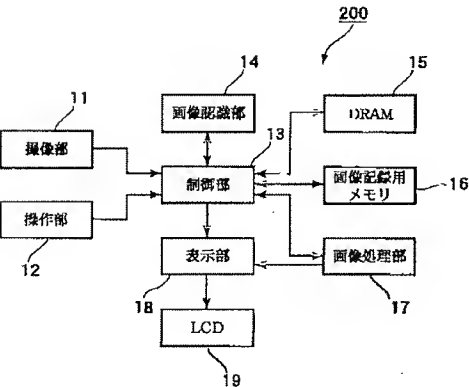 200
14
15
11
画像認識部
13
DRAM
撮像部
制御部
画像記録用
メモリ
16
操作部
12
表示部
画像処理部
18
17
LCD
19